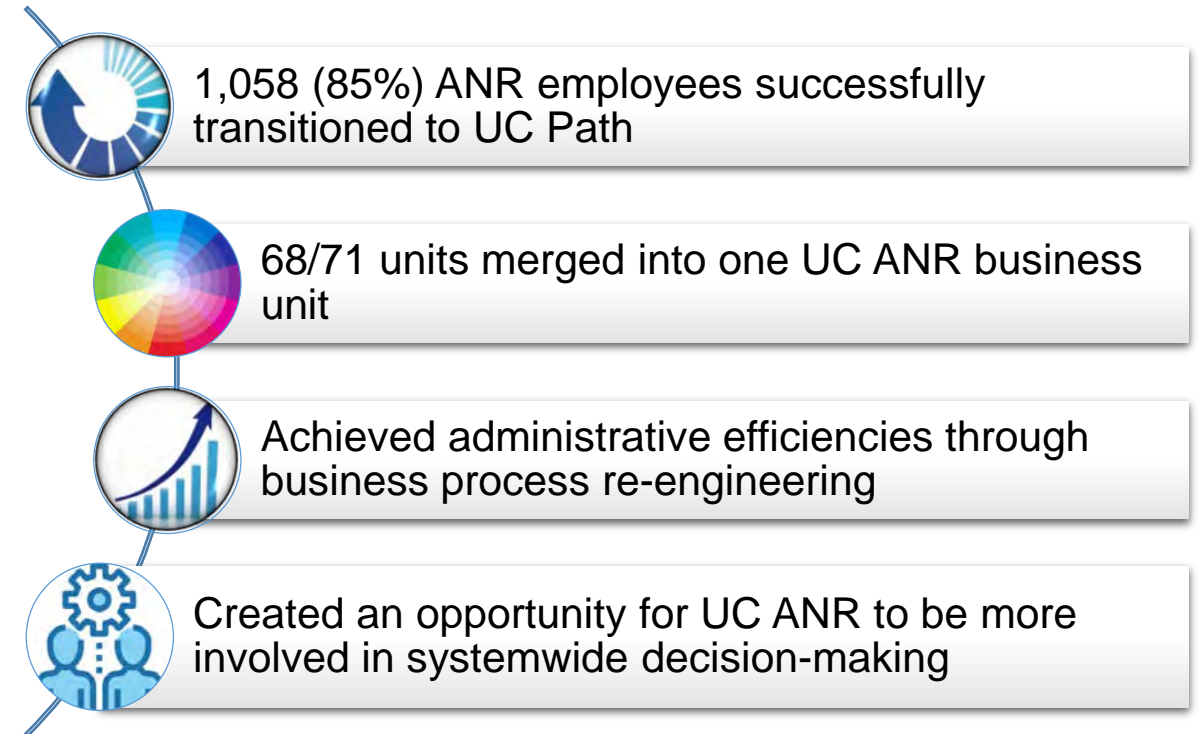 1,058 (85%) ANR employees successfully
transitioned to UC Path
68/71 units merged into one UC ANR business
unit
Achieved administrative efficiencies through
business process re-engineering
Created an opportunity for UC ANR to be more
involved in systemwide decision-making